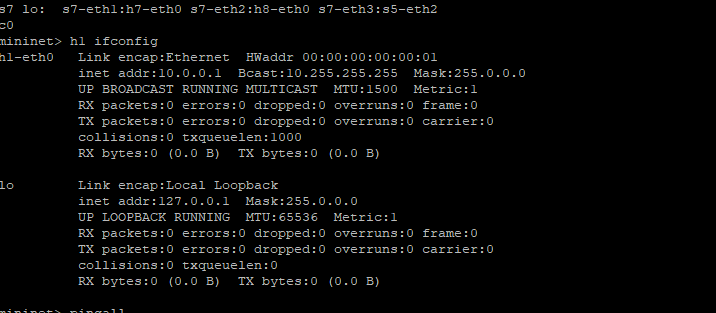 s7 lo:  s7-eth1:h7-eth0 s7-eth2:h8-eth0 s7-eth3:s5-eth2
c0
mininet> h1 ifconfig
h1-eth0   Link encap:Ethernet  HWaddr 00:00:00:00:00:01
          inet addr:10.0.0.1  Bcast:10.255.255.255  Mask:255.0.0.0
          UP BROADCAST RUNNING MULTICAST  MTU:1500  Metric:1
          RX packets:0 errors:0 dropped:0 overruns:0 frame:0
          TX packets:0 errors:0 dropped:0 overruns:0 carrier:0
          collisions:0 txqueuelen:1000
          RX bytes:0 (0.0 B)  TX bytes:0 (0.0 B)
lo        Link encap:Local Loopback
          inet addr:127.0.0.1  Mask:255.0.0.0
          UP LOOPBACK RUNNING  MTU:65536  Metric:1
          RX packets:0 errors:0 dropped:0 overruns:0 frame:0
          TX packets:0 errors:0 dropped:0 overruns:0 carrier:0
          collisions:0 txqueuelen:0
          RX bytes:0 (0.0 B)  TX bytes:0 (0.0 B)
mininet> pingall